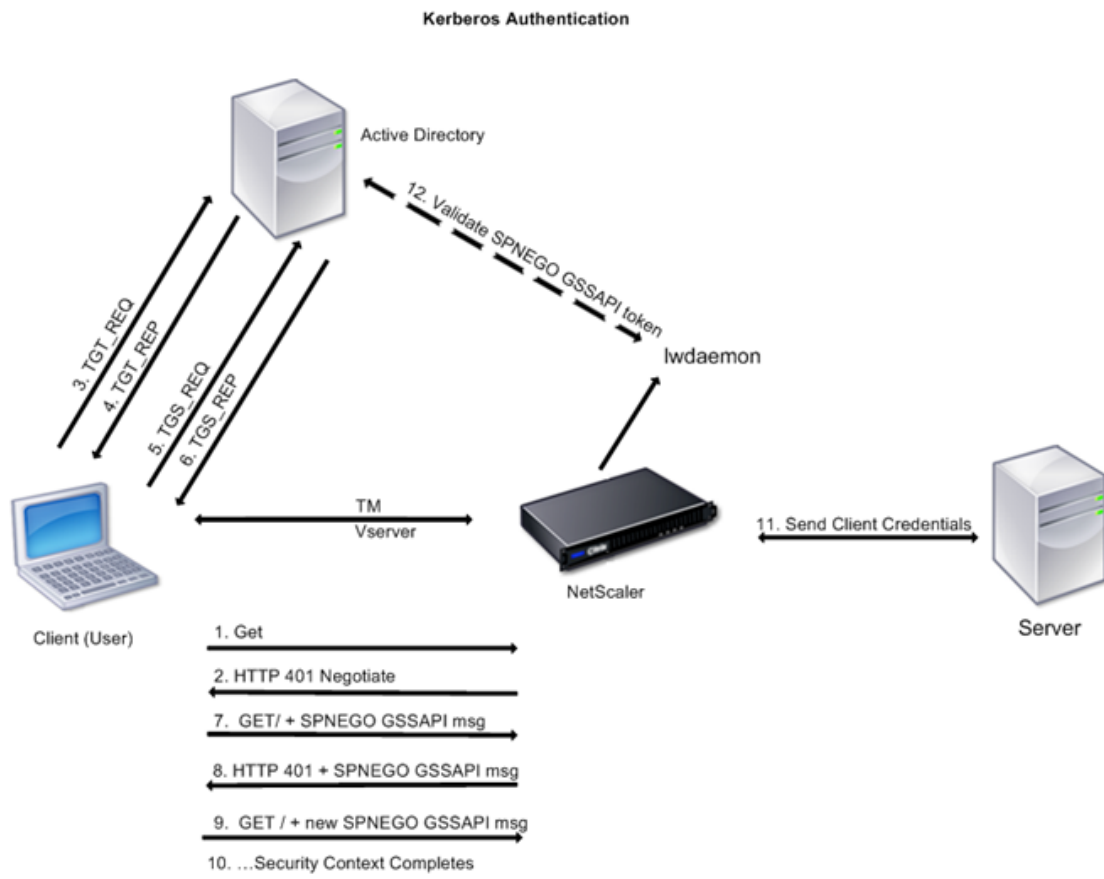 Kerberos Authentication
Active Directory
12. Validate SPNEGO GSSAPI token
3. TGT_REQ
4. TGT_REP
5. TGS_REQ
6. TGS_REP
lwdaemon
TM
Vserver
11. Send Client Credentials
NetScaler
Client (User)
Server
1. Get
2. HTTP 401 Negotiate
7. GET/ + SPNEGO GSSAPI msg
8. HTTP 401 + SPNEGO GSSAPI msg
9. GET / + new SPNEGO GSSAPI msg
10. ...Security Context Completes